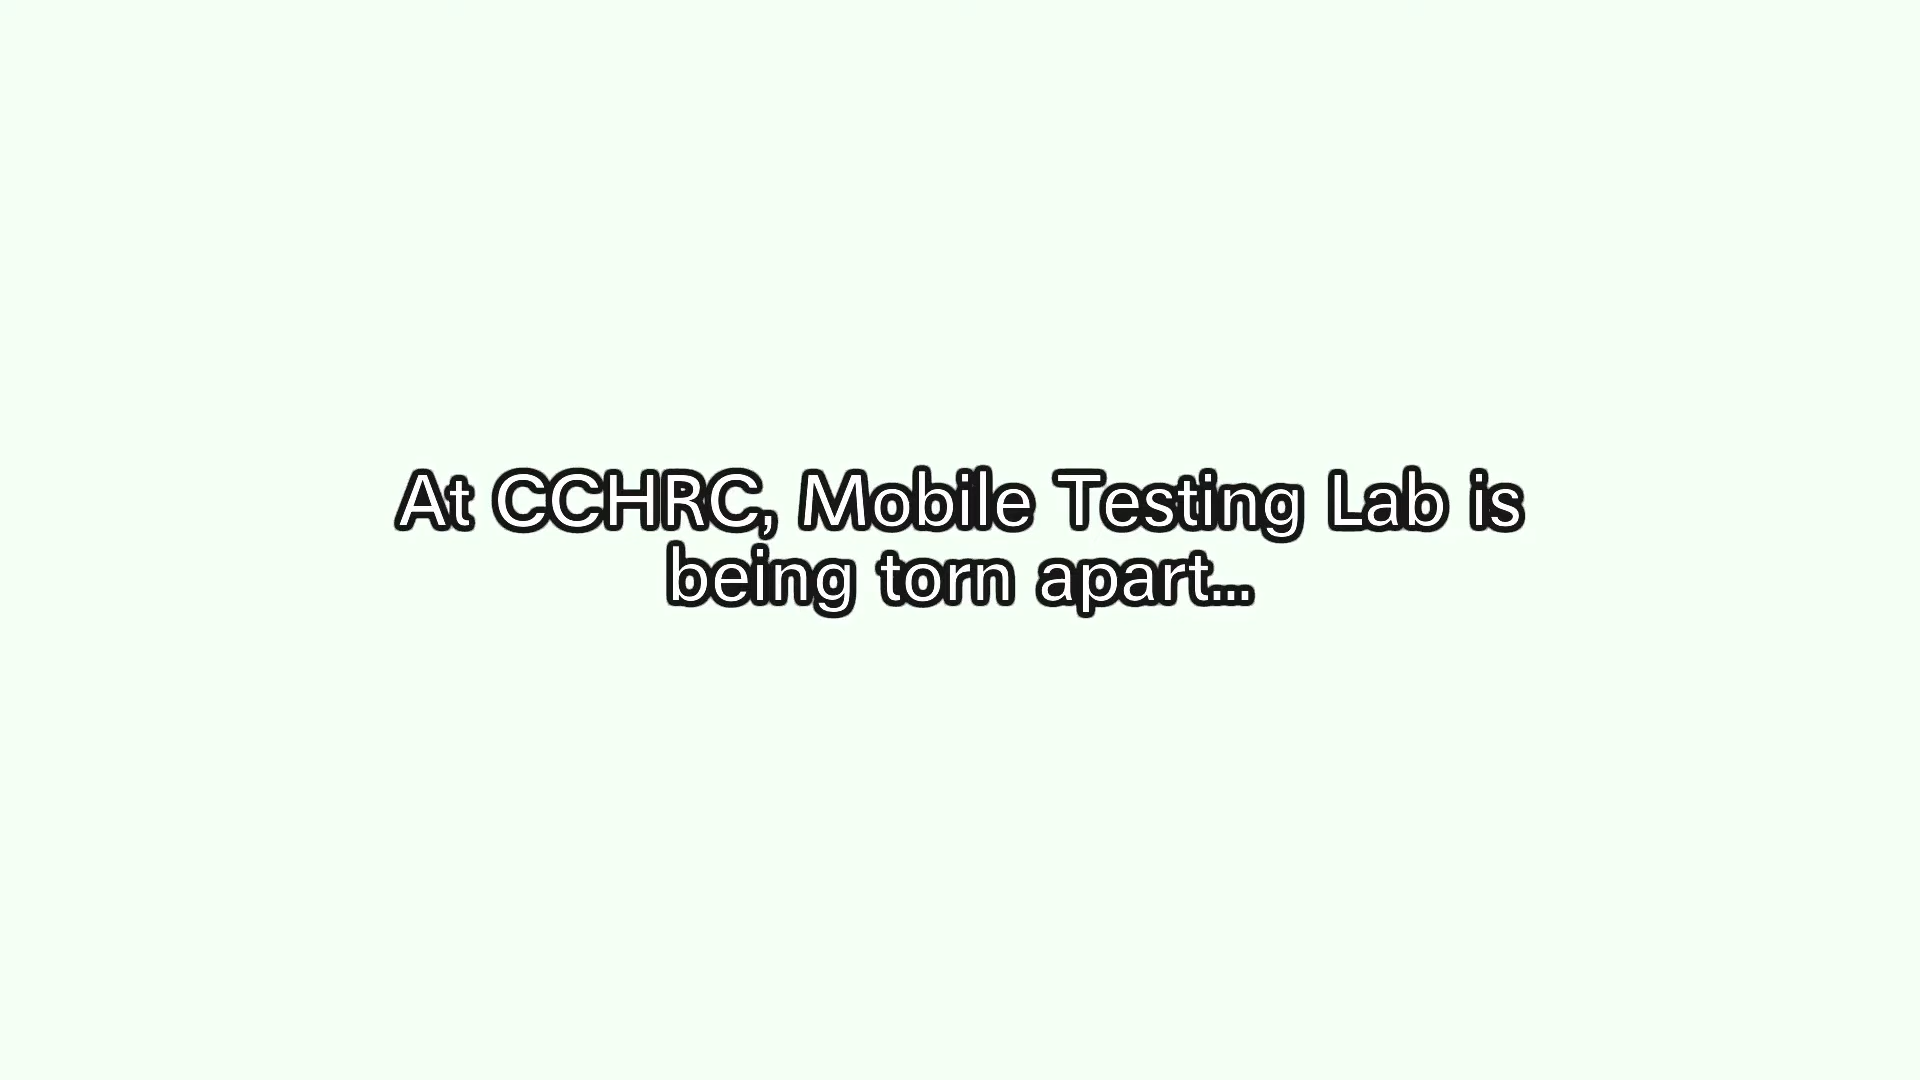 At CCHRC, Mobile Testing Lab is
being torn apart...